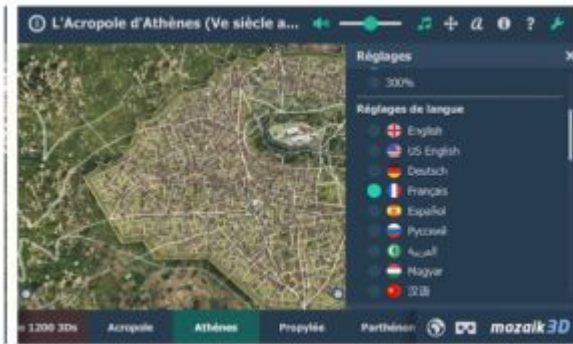 L'Acropole d'Athènes (Ve siècle a...
Réglages
300%
Réglages de langue
English
US English
Deutsch
Français
Español
Русский
العربية
Magyar
汉语
e 1200 3Ds
Acropole
Athènes
Propylée
Parthénon
mozaik3D